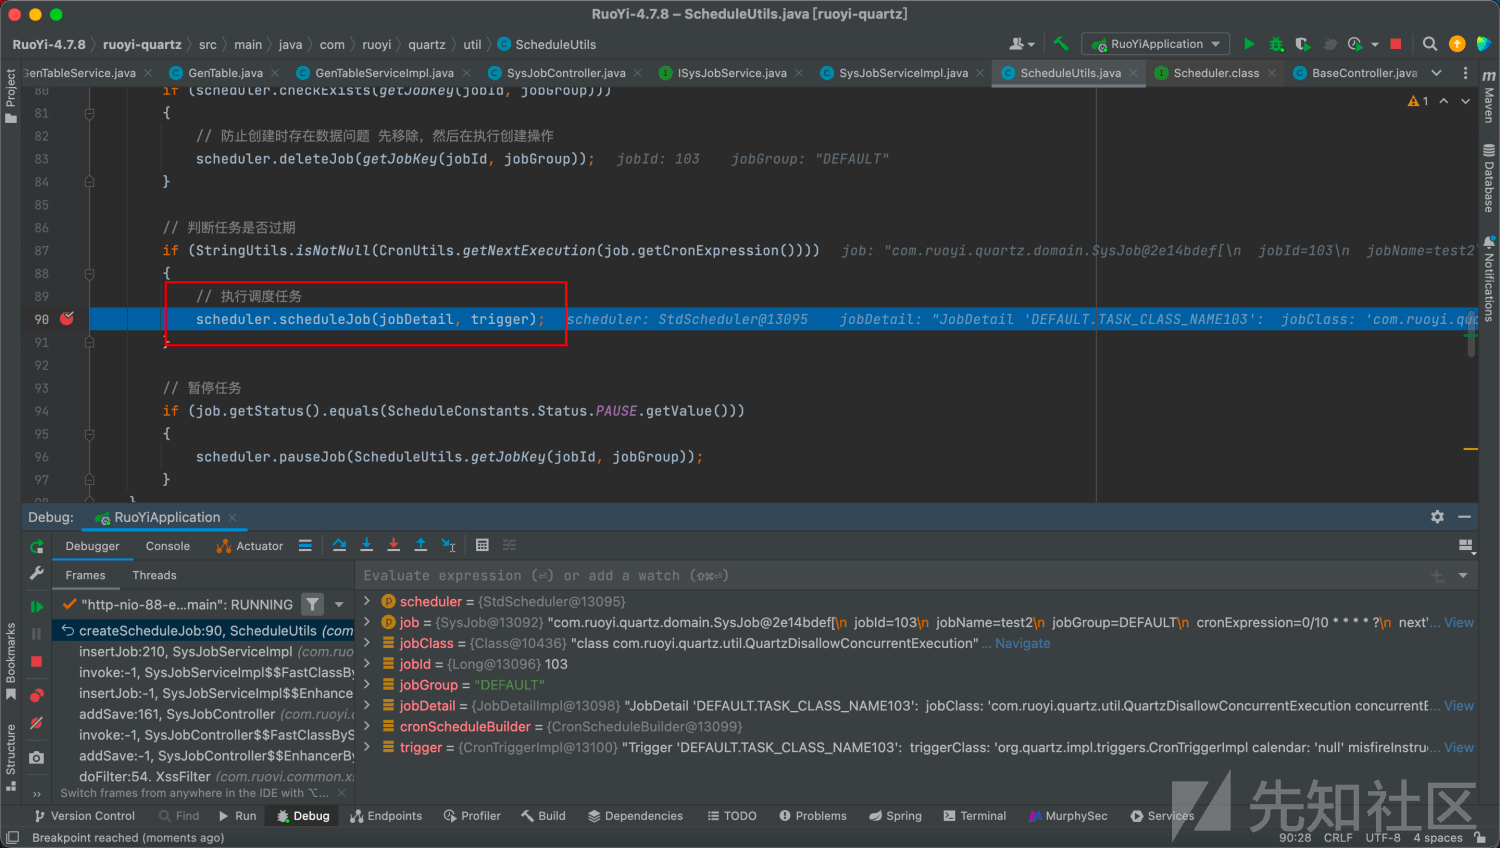 RuoYi-4.7.8 – ScheduleUtils.java [ruoyi-quartz]
RuoYi-4.7.8 〉 ruoyi-quartz 〉 src 〉 main 〉 java 〉 com 〉 ruoyi 〉 quartz 〉 util 〉 ScheduleUtils
RuoYiApplication
GenTableService.java GenTable.java GenTableServiceImpl.java SysJobController.java ISysJobService.java SysJobServiceImpl.java ScheduleUtils.java Scheduler.class BaseController.java
80 if (scheduler.checkExists(getJobKey(jobId, jobGroup)))
81 {
82 // 防止创建时存在数据问题 先移除，然后在执行创建操作
83 scheduler.deleteJob(getJobKey(jobId, jobGroup)); jobId: 103 jobGroup: "DEFAULT"
84 }
85
86 // 判断任务是否过期
87 if (StringUtils.isNotNull(CronUtils.getNextExecution(job.getCronExpression()))) job: "com.ruoyi.quartz.domain.SysJob@2e14bdef[\n jobId=103\n jobName=test2\
88 {
89 // 执行调度任务
90 scheduler.scheduleJob(jobDetail, trigger); scheduler: StdScheduler@13095 jobDetail: "JobDetail 'DEFAULT.TASK_CLASS_NAME103': jobClass: 'com.ruoyi.qua
91 }
92
93 // 暂停任务
94 if (job.getStatus().equals(ScheduleConstants.Status.PAUSE.getValue()))
95 {
96 scheduler.pauseJob(ScheduleUtils.getJobKey(jobId, jobGroup));
97 }
98 }
1
Project
Bookmarks
Structure
Maven
Database
Notifications
Debug: RuoYiApplication
Debugger Console Actuator
Frames Threads
Evaluate expression (⏎) or add a watch (⇧⌘⏎)
"http-nio-88-e...main": RUNNING
createScheduleJob:90, ScheduleUtils (com
insertJob:210, SysJobServiceImpl (com.ruo
invoke:-1, SysJobServiceImpl$$FastClassBy
insertJob:-1, SysJobServiceImpl$$Enhancer
addSave:161, SysJobController (com.ruoyi.c
invoke:-1, SysJobController$$FastClassByS
addSave:-1, SysJobController$$EnhancerBy
doFilter:54, XssFilter (com.ruoyi.common.xs
Switch frames from anywhere in the IDE with ⌥...
scheduler = {StdScheduler@13095}
job = {SysJob@13092} "com.ruoyi.quartz.domain.SysJob@2e14bdef[\n jobId=103\n jobName=test2\n jobGroup=DEFAULT\n cronExpression=0/10 * * * * ?\n next'... View
jobClass = {Class@10436} "class com.ruoyi.quartz.util.QuartzDisallowConcurrentExecution" ... Navigate
jobId = {Long@13096} 103
jobGroup = "DEFAULT"
jobDetail = {JobDetailImpl@13098} "JobDetail 'DEFAULT.TASK_CLASS_NAME103': jobClass: 'com.ruoyi.quartz.util.QuartzDisallowConcurrentExecution concurrentE... View
cronScheduleBuilder = {CronScheduleBuilder@13099}
trigger = {CronTriggerImpl@13100} "Trigger 'DEFAULT.TASK_CLASS_NAME103': triggerClass: 'org.quartz.impl.triggers.CronTriggerImpl calendar: 'null' misfireInstru... View
先知社区
Version Control Find Run Debug Endpoints Profiler Build Dependencies TODO Problems Spring Terminal MurphySec Services
Breakpoint reached (moments ago) 90:28 CRLF UTF-8 4 spaces